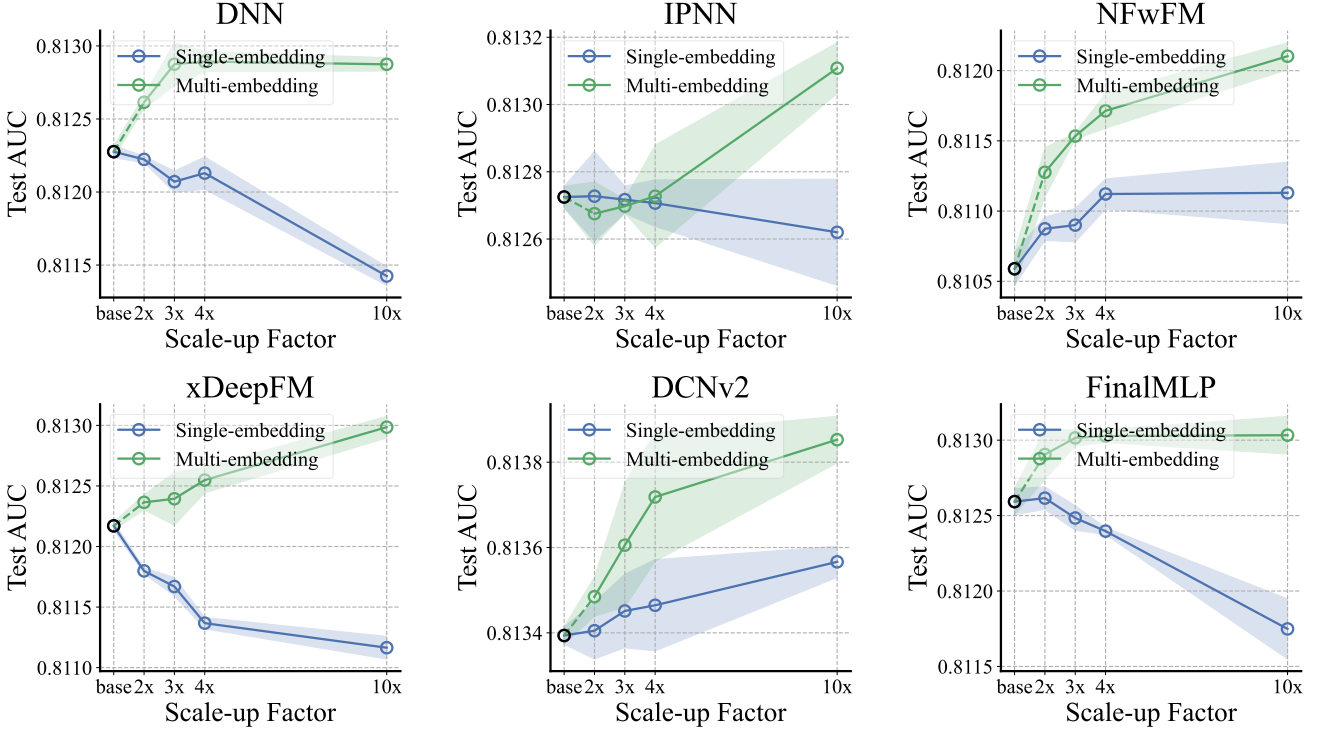 DNN
Test AUC
0.8130
0.8125
0.8120
0.8115
Single-embedding
Multi-embedding
base 2x 3x 4x 10x
Scale-up Factor
IPNN
Test AUC
0.8132
0.8130
0.8128
0.8126
Single-embedding
Multi-embedding
base 2x 3x 4x 10x
Scale-up Factor
NFwFM
Test AUC
0.8120
0.8115
0.8110
0.8105
Single-embedding
Multi-embedding
base 2x 3x 4x 10x
Scale-up Factor
xDeepFM
Test AUC
0.8130
0.8125
0.8120
0.8115
0.8110
Single-embedding
Multi-embedding
base 2x 3x 4x 10x
Scale-up Factor
DCNv2
Test AUC
0.8138
0.8136
0.8134
Single-embedding
Multi-embedding
base 2x 3x 4x 10x
Scale-up Factor
FinalMLP
Test AUC
0.8130
0.8125
0.8120
0.8115
Single-embedding
Multi-embedding
base 2x 3x 4x 10x
Scale-up Factor